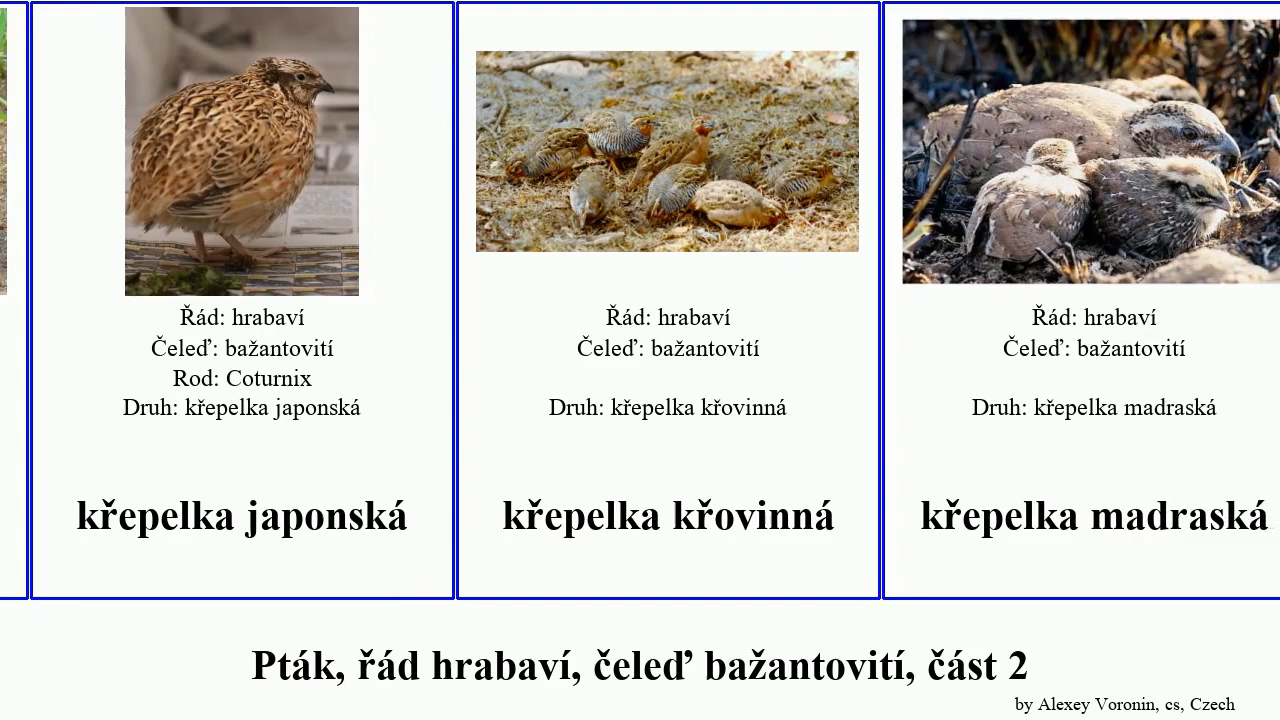 Řád: hrabaví
Čeleď: bažantovití
Rod: Coturnix
Druh: křepelka japonská
křepelka japonská
Řád: hrabaví
Čeleď: bažantovití
Druh: křepelka křovinná
křepelka křovinná
Řád: hrabaví
Čeleď: bažantovití
Druh: křepelka madraská
křepelka madraská
Pták, řád hrabaví, čeleď bažantovití, část 2
by Alexey Voronin, cs, Czech